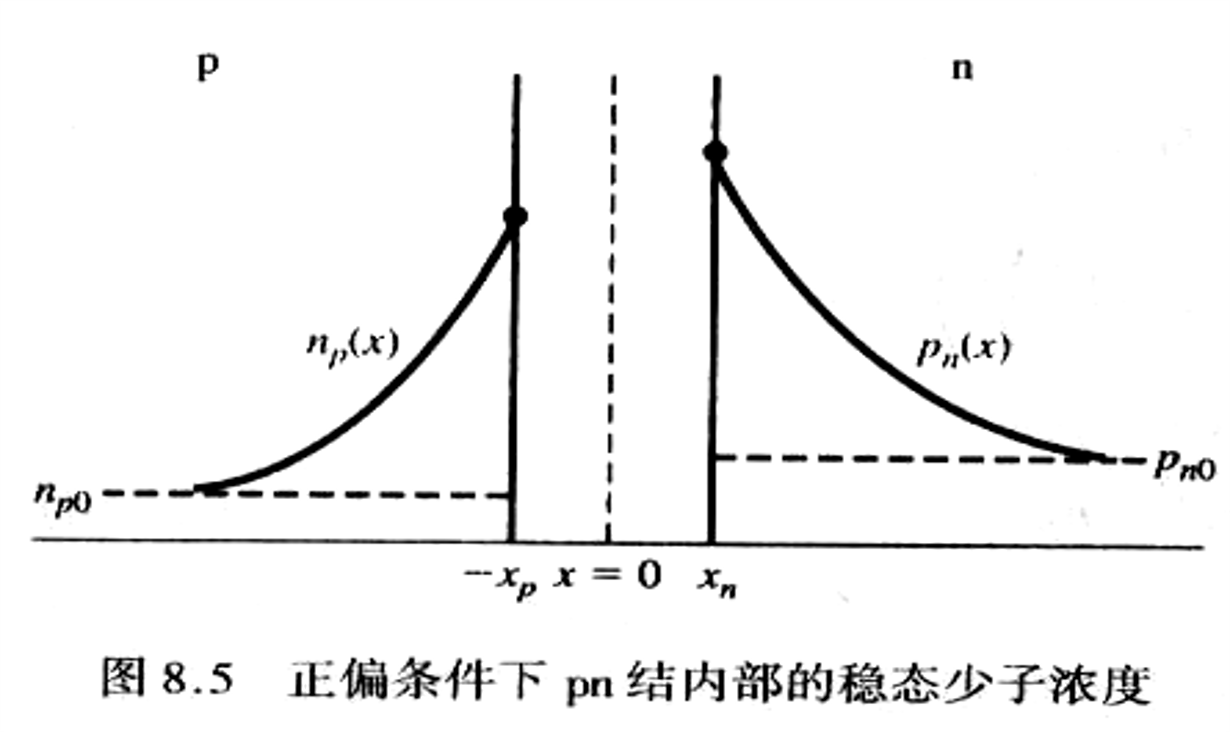 p
n
n_p(x)
p_n(x)
n_p0
p_n0
−x_p x = 0 x_n
图 8.5 正偏条件下 pn 结内部的稳态少子浓度